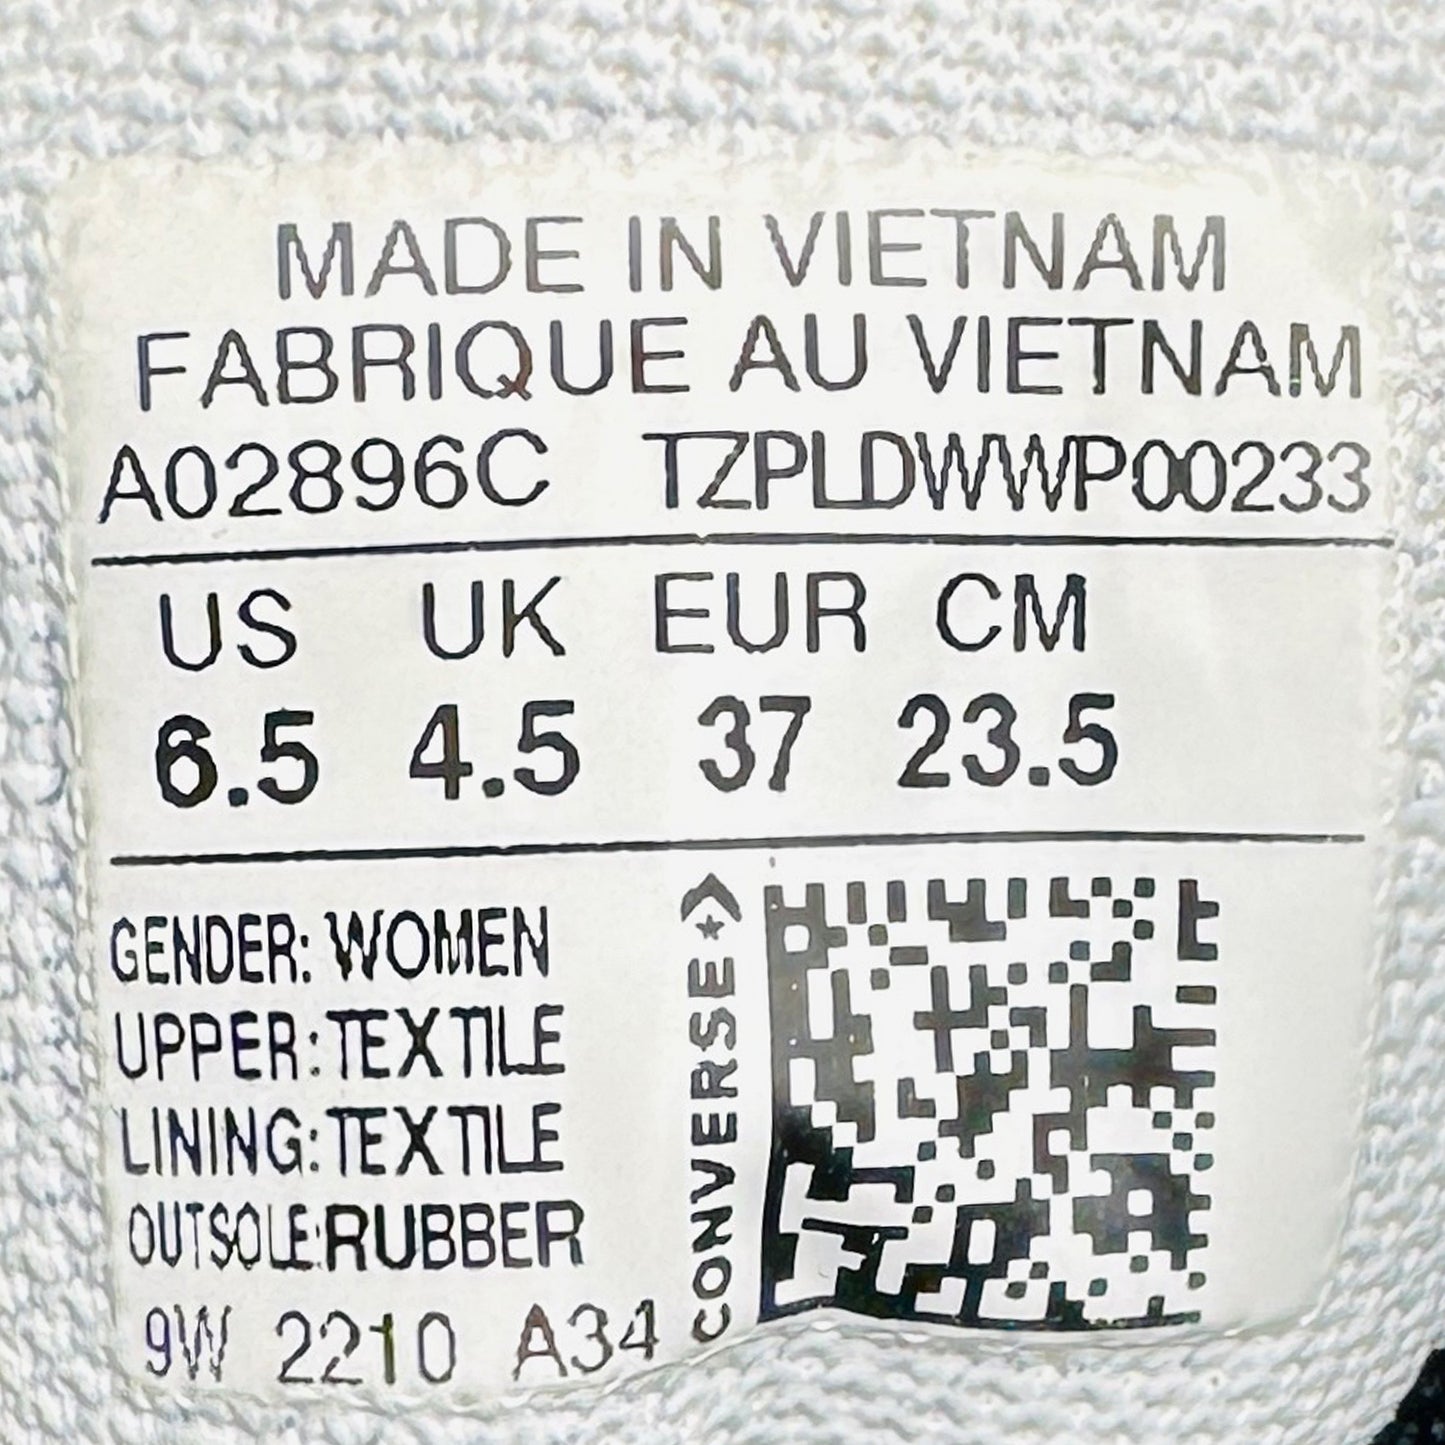 MADE IN VIETNAM
FABRIQUE AU VIETNAM
A02896C TZPLDWWP00233
US UK EUR CM
6.5 4.5 37 23.5
GENDER: WOMEN
UPPER: TEXTILE
LINING: TEXTILE
OUTSOLE: RUBBER
9W 2210 A34
CONVERSE